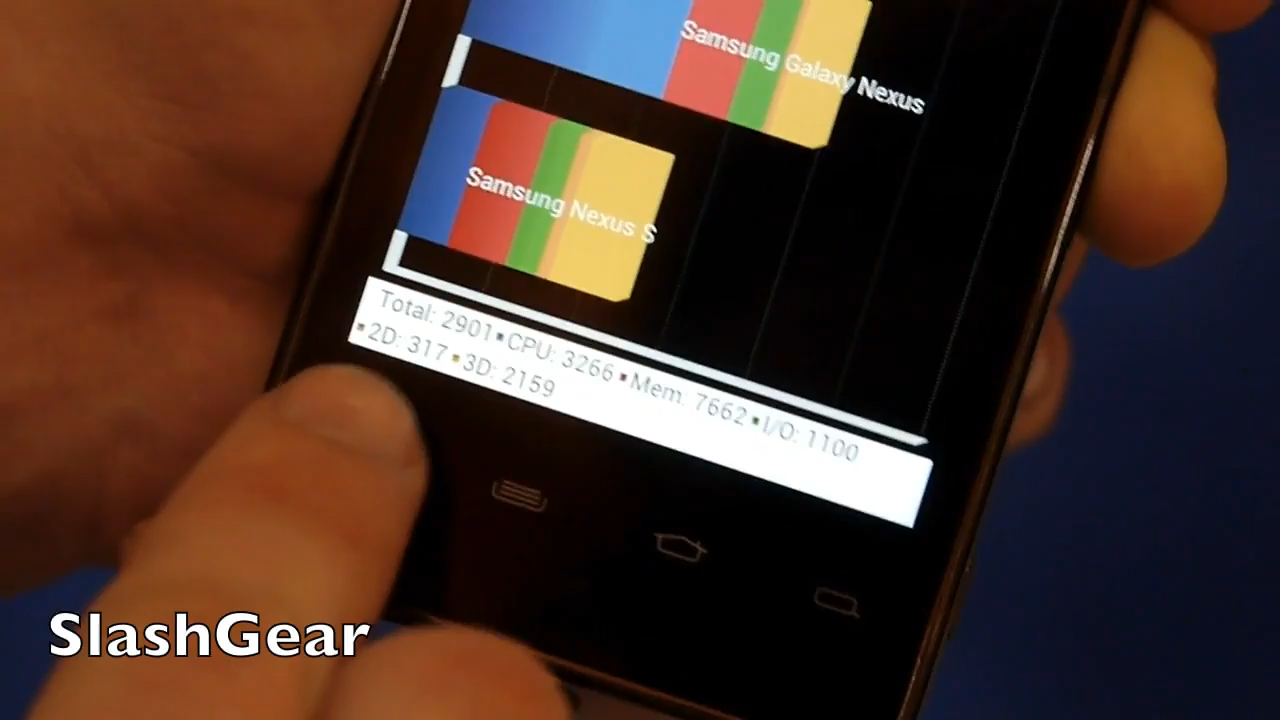 Samsung Galaxy Nexus
Samsung Nexus S
Total: 2901▪CPU: 3266▪Mem: 7662▪I/O: 1100
▪2D: 317▪3D: 2159
SlashGear